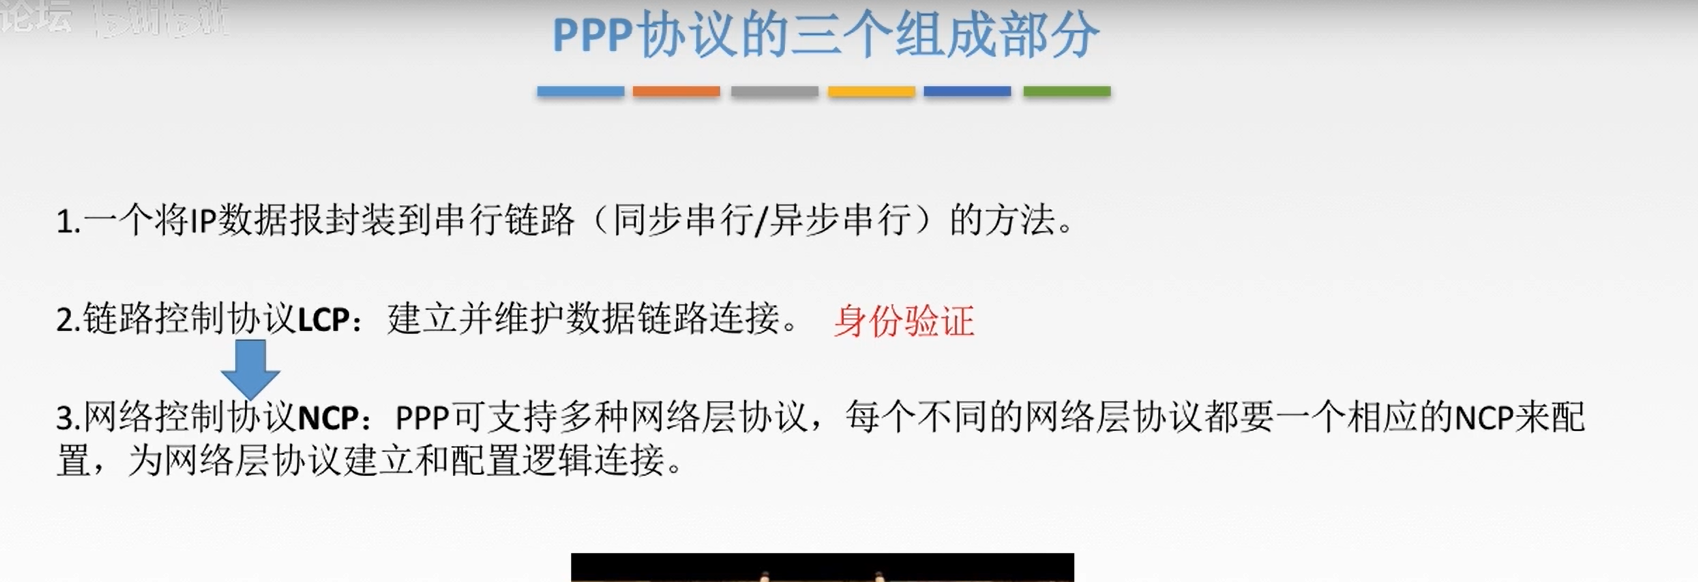 论坛 bilibili
PPP协议的三个组成部分
1.一个将IP数据报封装到串行链路（同步串行/异步串行）的方法。
2.链路控制协议LCP：建立并维护数据链路连接。 身份验证
3.网络控制协议NCP：PPP可支持多种网络层协议，每个不同的网络层协议都要一个相应的NCP来配
置，为网络层协议建立和配置逻辑连接。